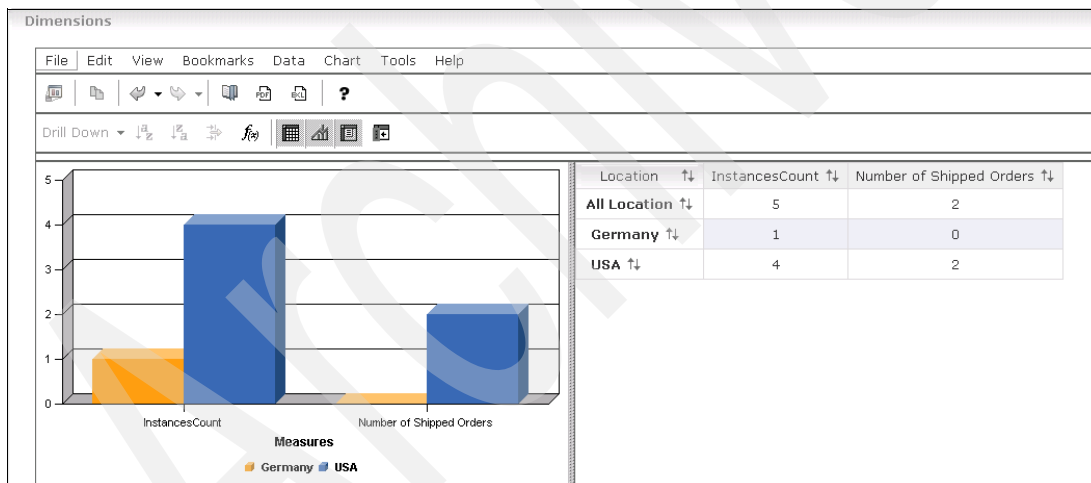 Dimensions
File Edit View Bookmarks Data Chart Tools Help
PDF
?
Drill Down
a z
z a
f(x)
5
4
3
2
1
0
InstancesCount Number of Shipped Orders
Measures
Germany USA
Location InstancesCount Number of Shipped Orders
All Location 5 2
Germany 1 0
USA 4 2
Archive